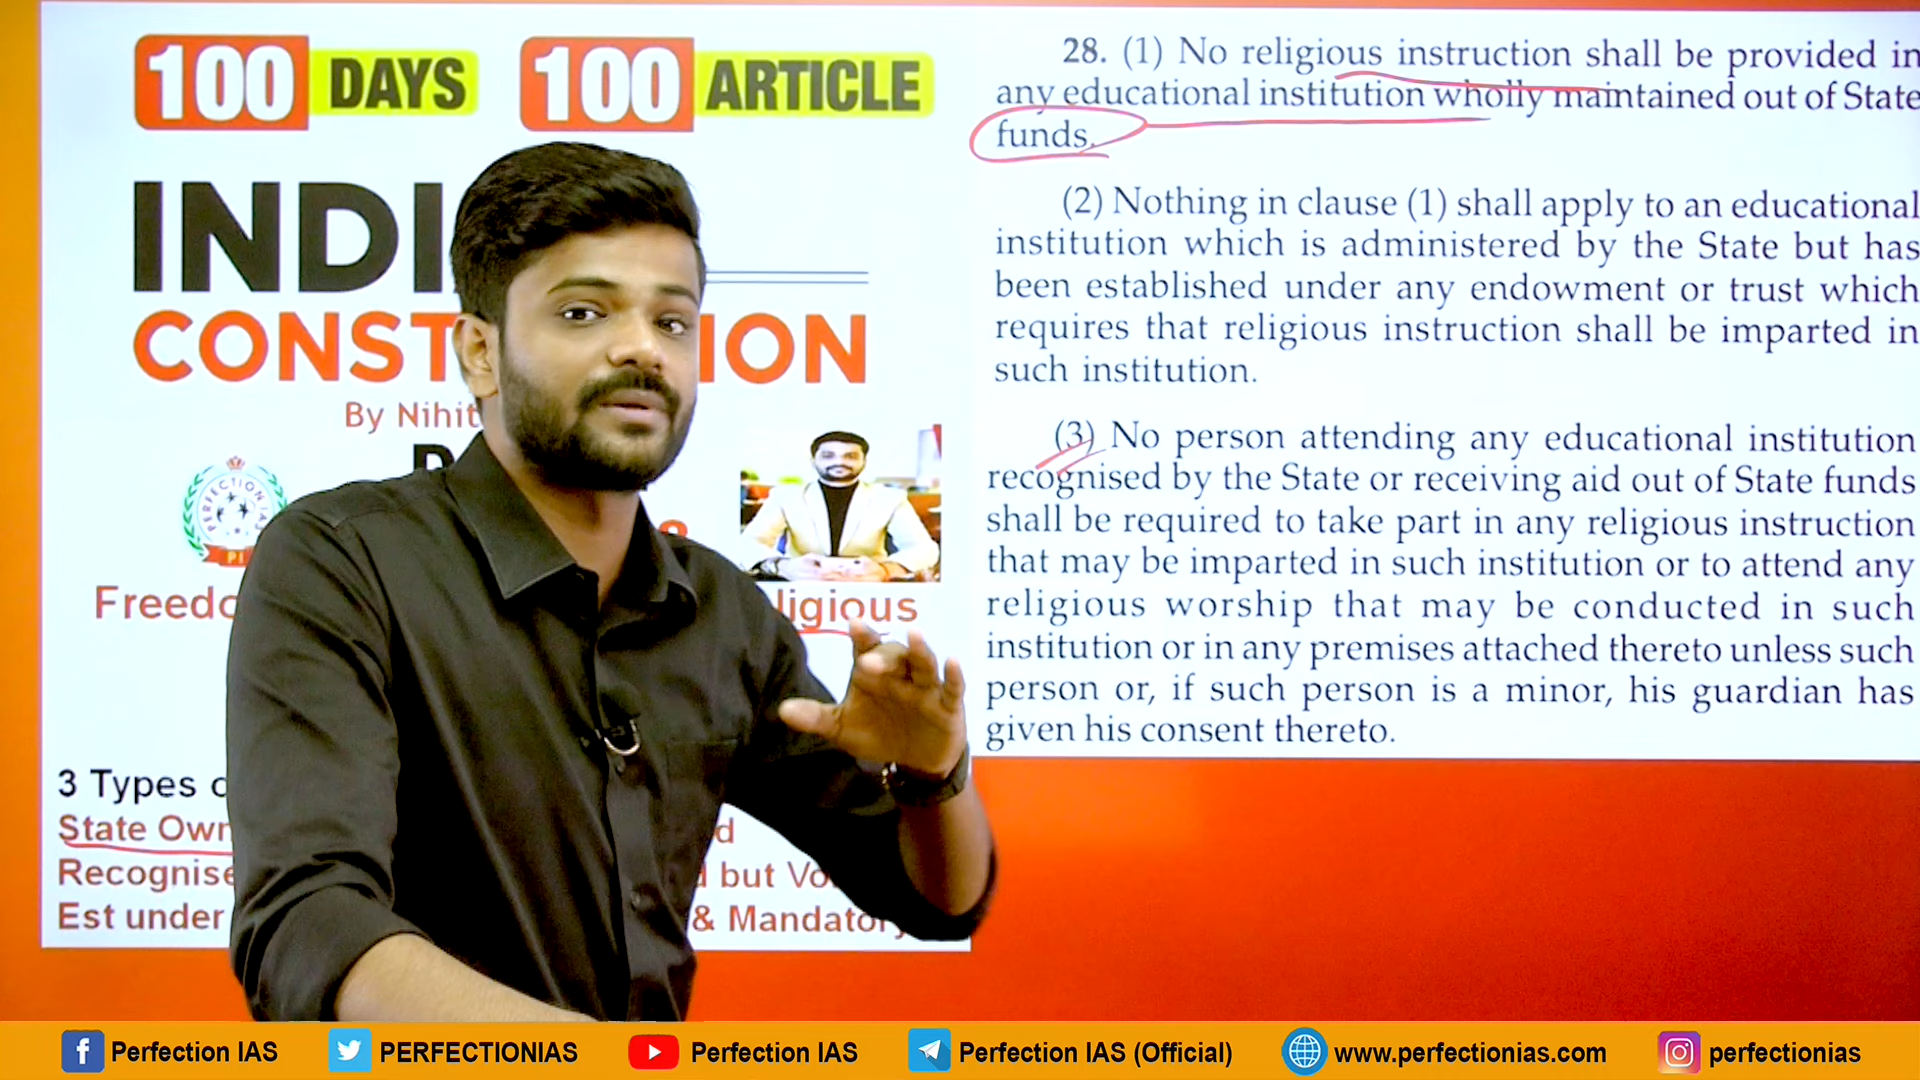 100 DAYS 100 ARTICLE
INDI
CONST ION
By Nihit
PERFECTION IAS
Freedo ligious
3 Types o
State Own d
Recognise d but Vo
Est under & Mandatory
28. (1) No religious instruction shall be provided in
any educational institution wholly maintained out of State
funds.
(2) Nothing in clause (1) shall apply to an educational
institution which is administered by the State but has
been established under any endowment or trust which
requires that religious instruction shall be imparted in
such institution.
(3) No person attending any educational institution
recognised by the State or receiving aid out of State funds
shall be required to take part in any religious instruction
that may be imparted in such institution or to attend any
religious worship that may be conducted in such
institution or in any premises attached thereto unless such
person or, if such person is a minor, his guardian has
given his consent thereto.
Perfection IAS PERFECTIONIAS Perfection IAS Perfection IAS (Official) www.perfectionias.com perfectionias